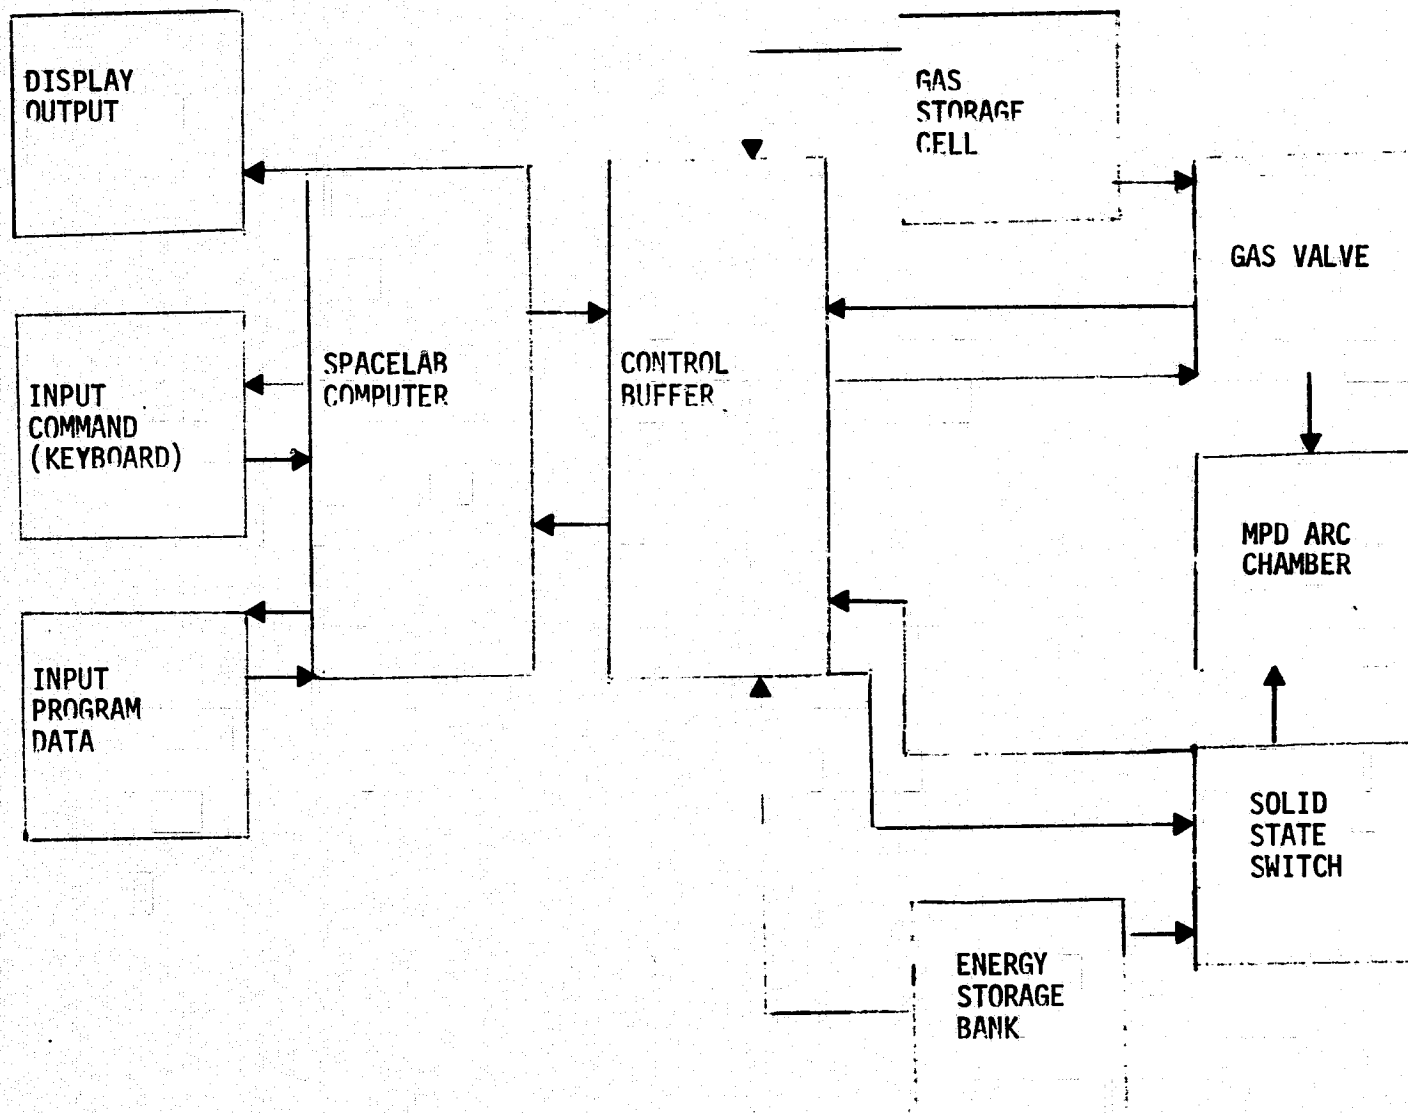 DISPLAY
OUTPUT
INPUT
COMMAND
(KEYBOARD)
INPUT
PROGRAM
DATA
SPACELAB
COMPUTER
CONTROL
BUFFER
GAS
STORAGE
CELL
GAS VALVE
MPD ARC
CHAMBER
SOLID
STATE
SWITCH
ENERGY
STORAGE
BANK